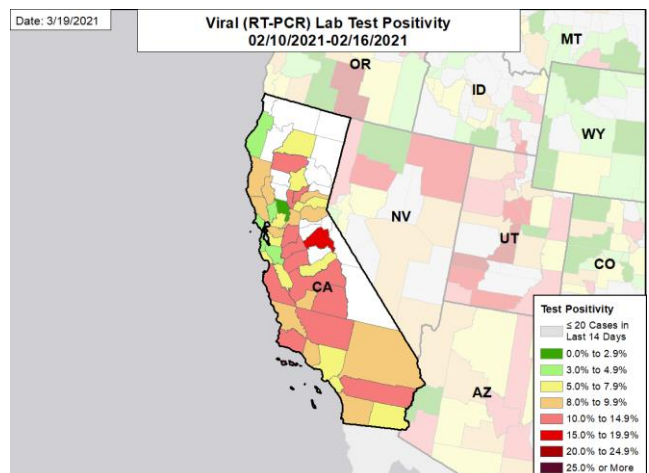 Date: 3/19/2021
Viral (RT-PCR) Lab Test Positivity
02/10/2021-02/16/2021
MT
OR
ID
WY
NV
UT
CO
CA
AZ
Test Positivity
≤ 20 Cases in
Last 14 Days
0.0% to 2.9%
3.0% to 4.9%
5.0% to 7.9%
8.0% to 9.9%
10.0% to 14.9%
15.0% to 19.9%
20.0% to 24.9%
25.0% or More